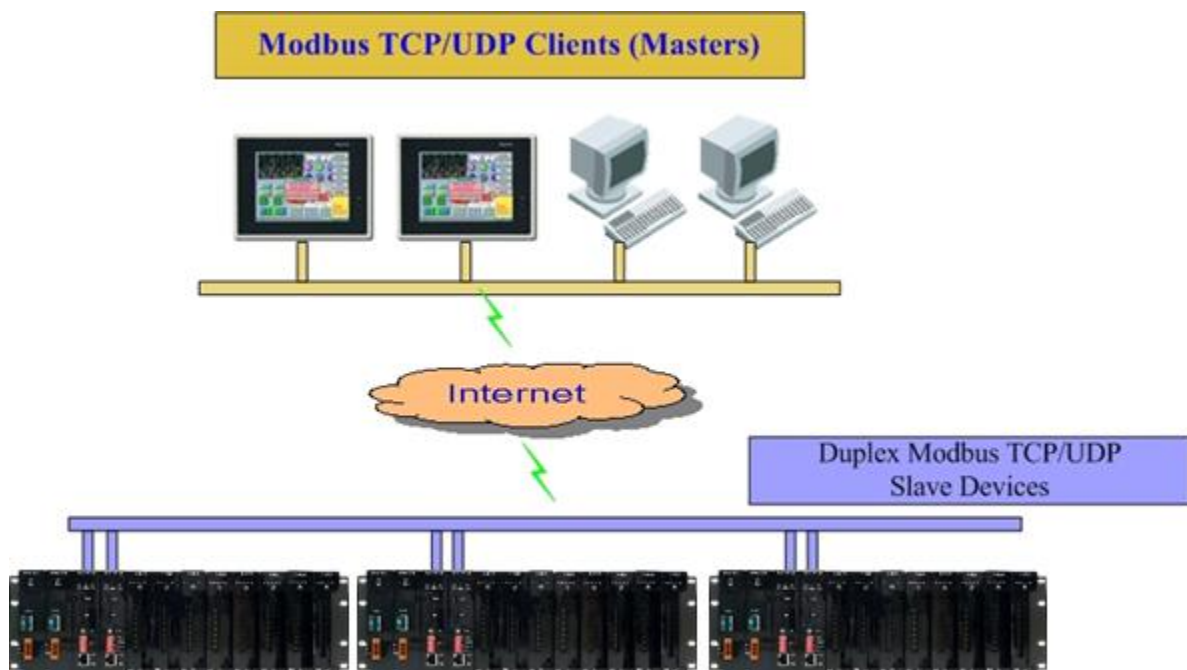 Modbus TCP/UDP Clients (Masters)
Internet
Duplex Modbus TCP/UDP
Slave Devices